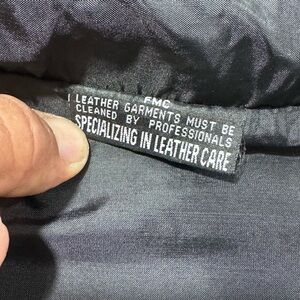 FMC
LEATHER GARMENTS MUST BE
CLEANED BY PROFESSIONALS
SPECIALIZING IN LEATHER CARE